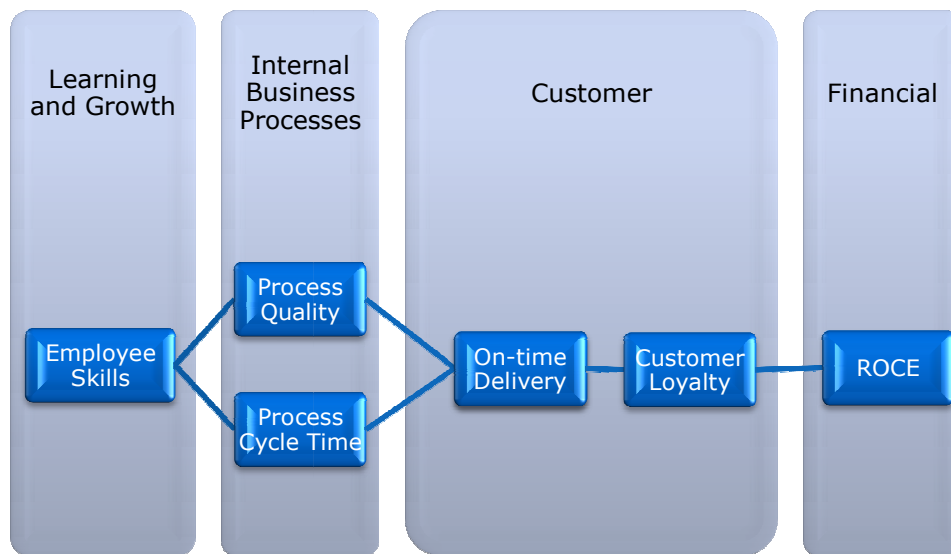 Learning
and Growth
Internal
Business
Processes
Customer
Financial
Employee
Skills
Process
Quality
Process
Cycle Time
On-time
Delivery
Customer
Loyalty
ROCE